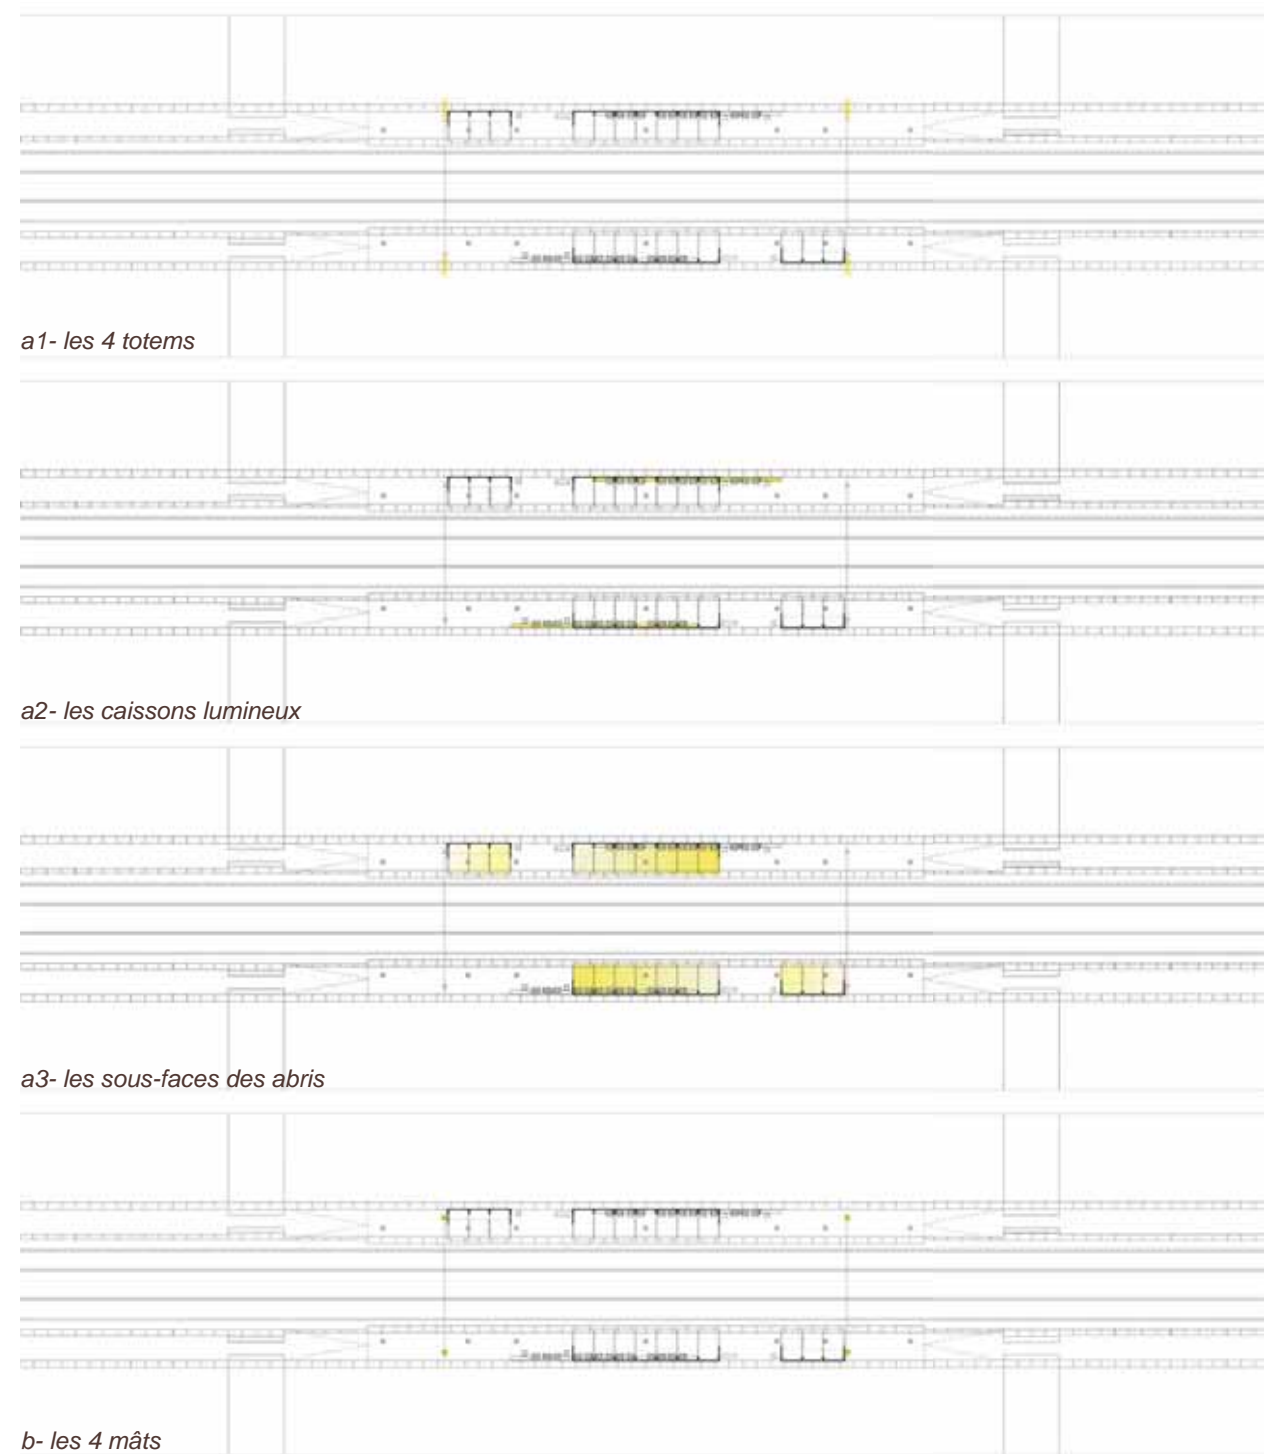 a1- les 4 totems
a2- les caissons lumineux
a3- les sous-faces des abris
b- les 4 mâts